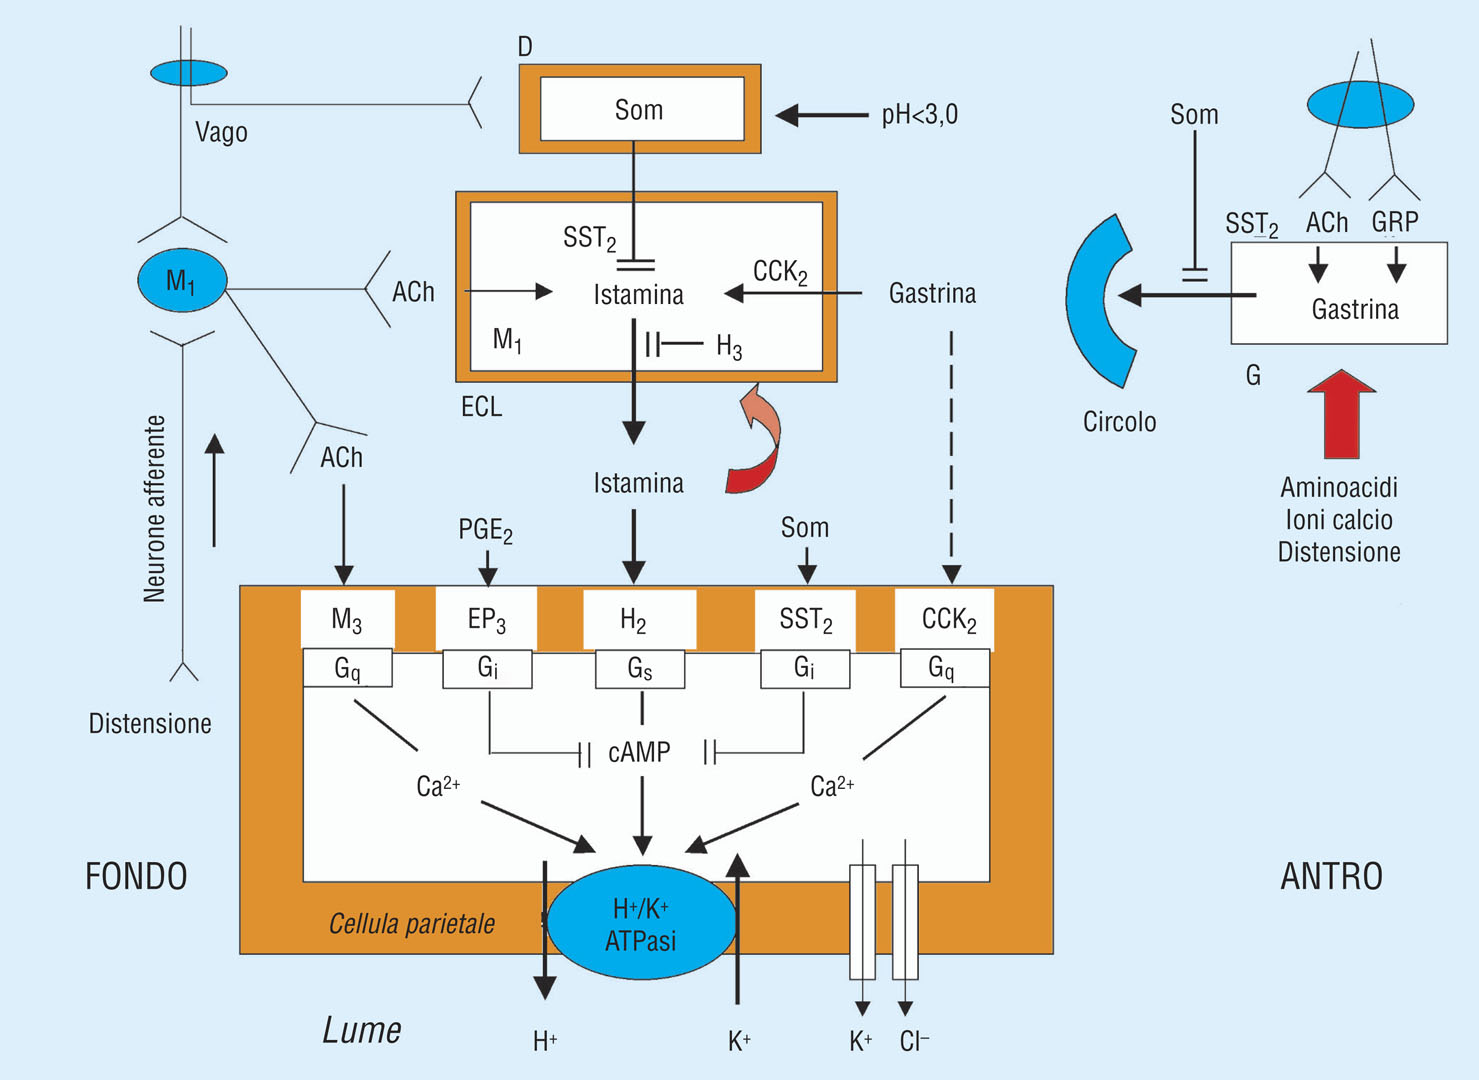 D
Som
pH<3,0
Vago
Som
SST₂
ACh
GRP
SST₂
CCK₂
M₁
ACh
Istamina
Gastrina
Gastrina
M₁
H₃
G
ECL
Circolo
Neurone afferente
ACh
Istamina
Aminoacidi
Ioni calcio
Distensione
PGE₂
Som
M₃
EP₃
H₂
SST₂
CCK₂
Gq
Gi
Gs
Gi
Gq
Distensione
cAMP
Ca²⁺
Ca²⁺
FONDO
ANTRO
Cellula parietale
H⁺/K⁺
ATPasi
Lume
H⁺
K⁺
K⁺
Cl⁻